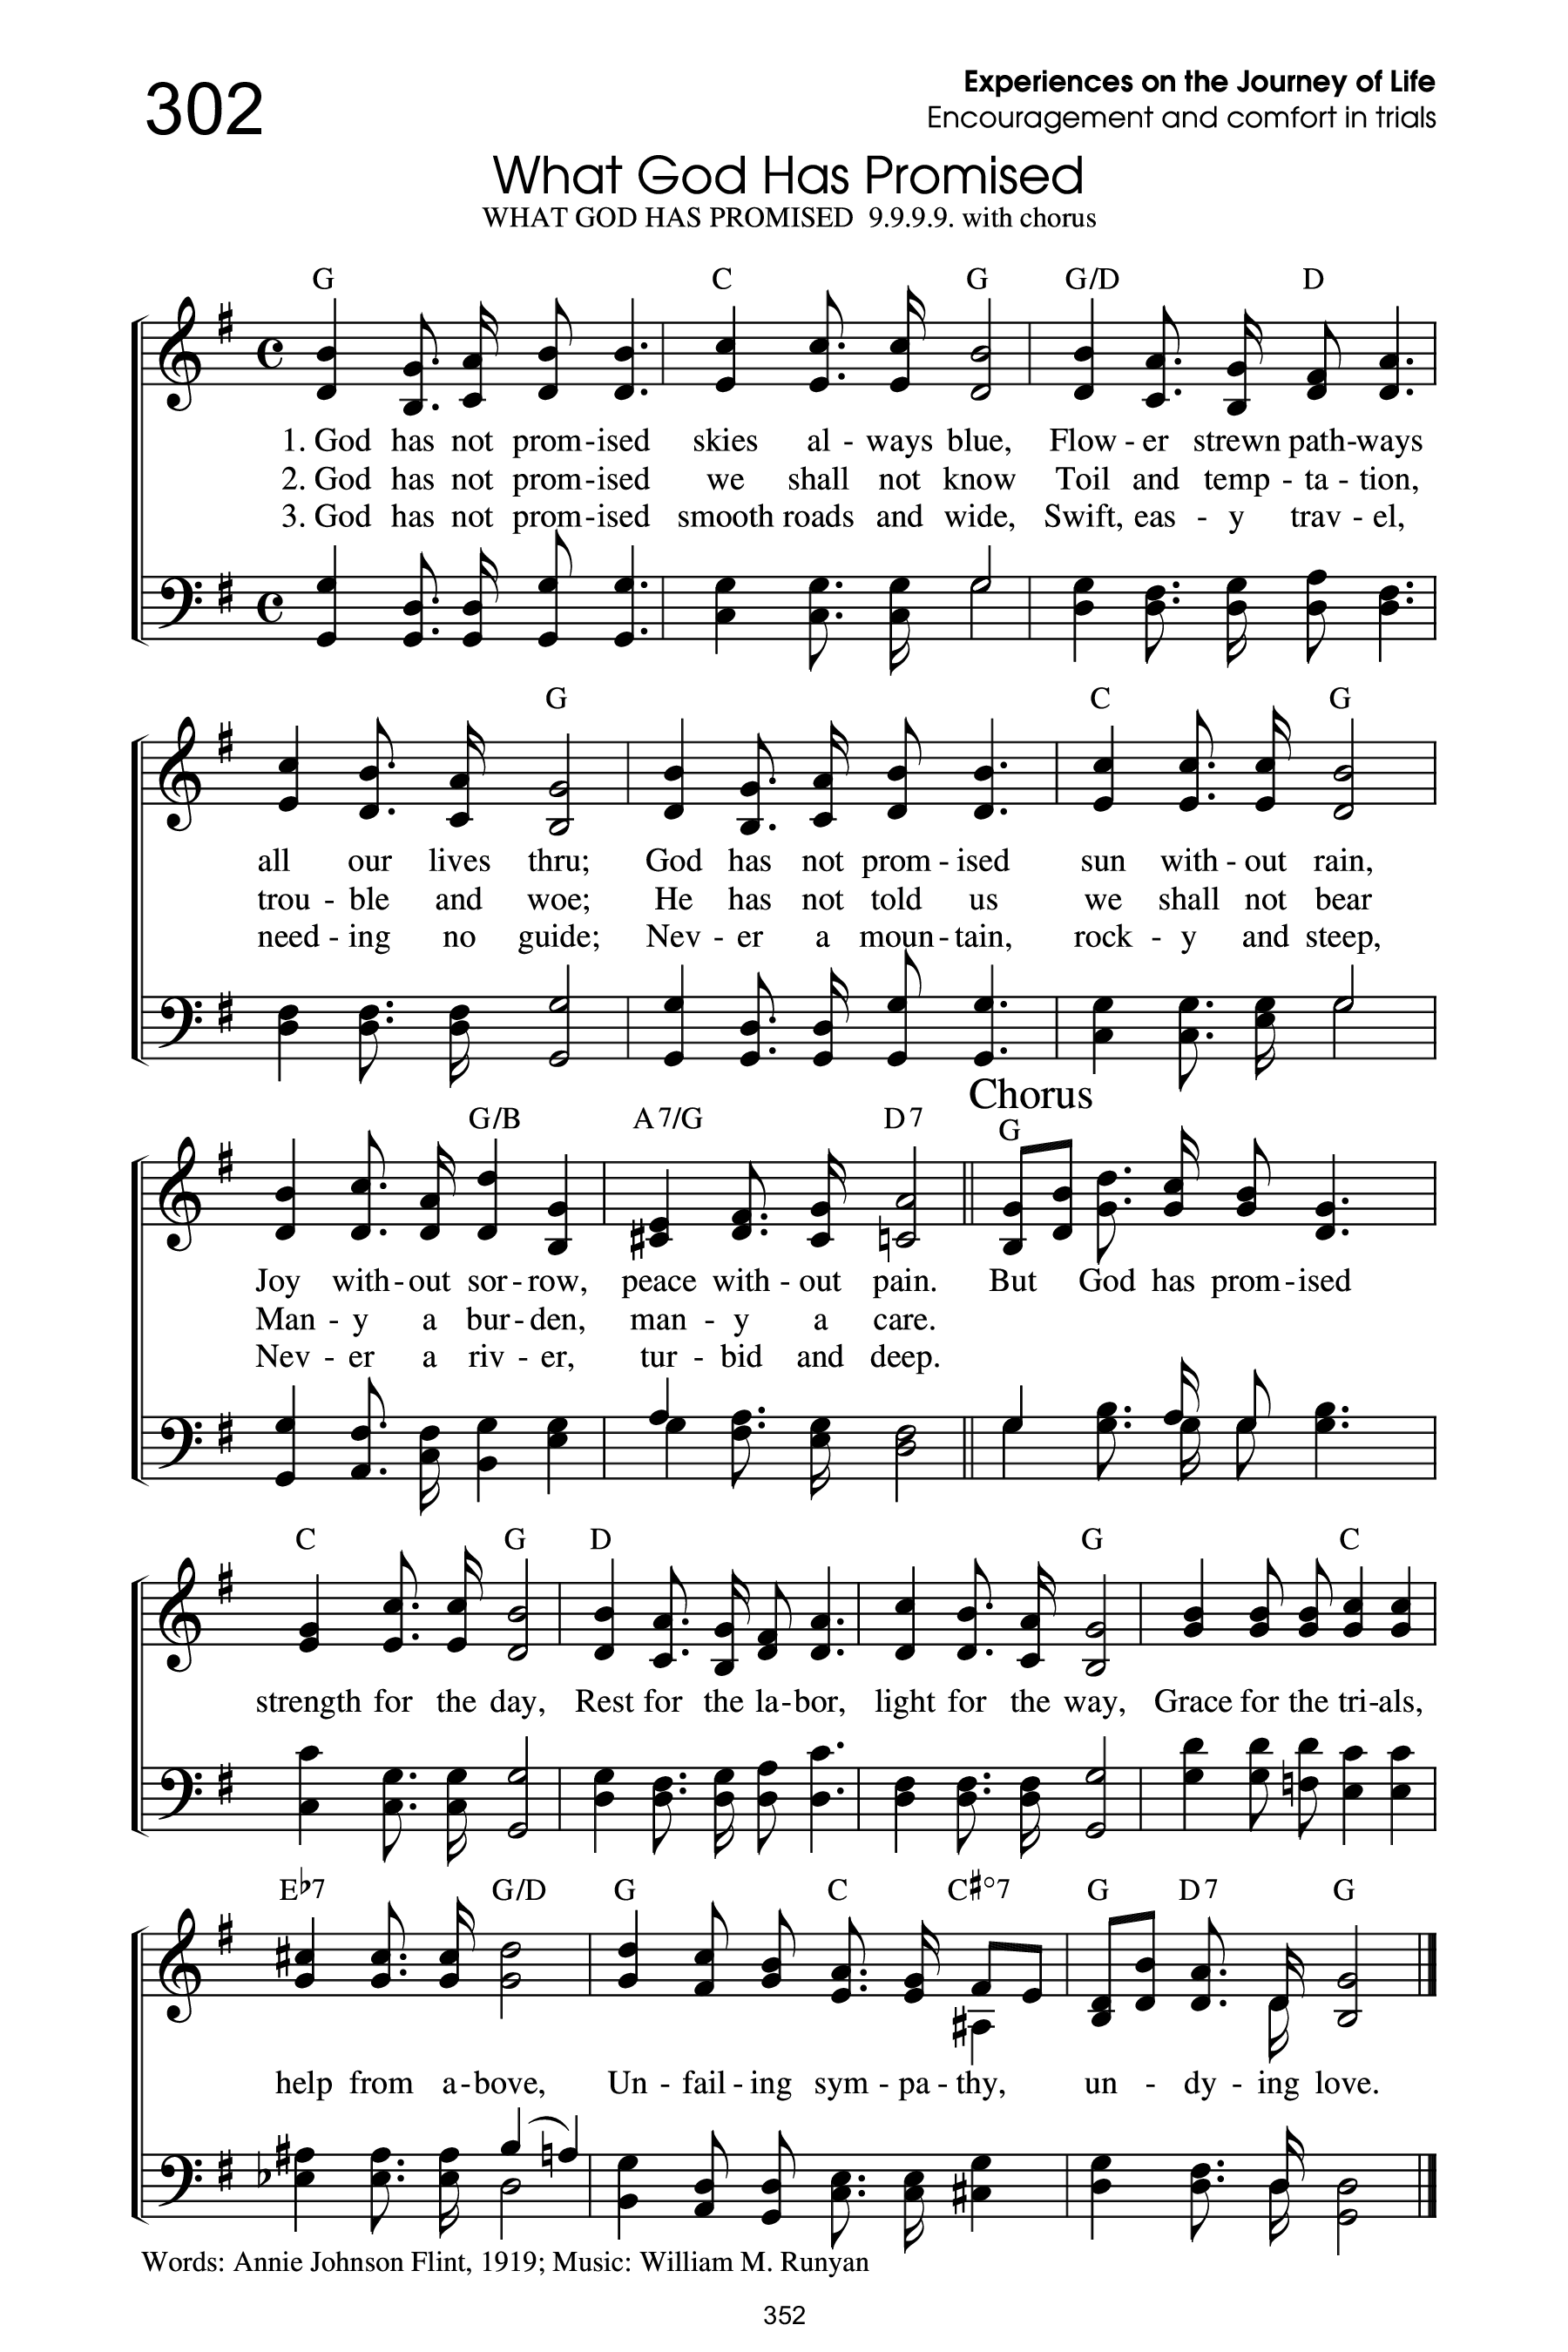 302
Experiences on the Journey of Life
Encouragement and comfort in trials
What God Has Promised
WHAT GOD HAS PROMISED 9.9.9.9. with chorus
G C G G/D D
1. God has not prom - ised skies al - ways blue, Flow - er strewn path - ways
2. God has not prom - ised we shall not know Toil and temp - ta - tion,
3. God has not prom - ised smooth roads and wide, Swift, eas - y trav - el,
G C G
all our lives thru; God has not prom - ised sun with - out rain,
trou - ble and woe; He has not told us we shall not bear
need - ing no guide; Nev - er a moun - tain, rock - y and steep,
Chorus
G/B A7/G D7 G
Joy with - out sor - row, peace with - out pain. But God has prom - ised
Man - y a bur - den, man - y a care.
Nev - er a riv - er, tur - bid and deep.
C G D G C
strength for the day, Rest for the la - bor, light for the way, Grace for the tri - als,
E♭7 G/D G C C♯°7 G D7 G
help from a - bove, Un - fail - ing sym - pa - thy, un - dy - ing love.
Words: Annie Johnson Flint, 1919; Music: William M. Runyan
352